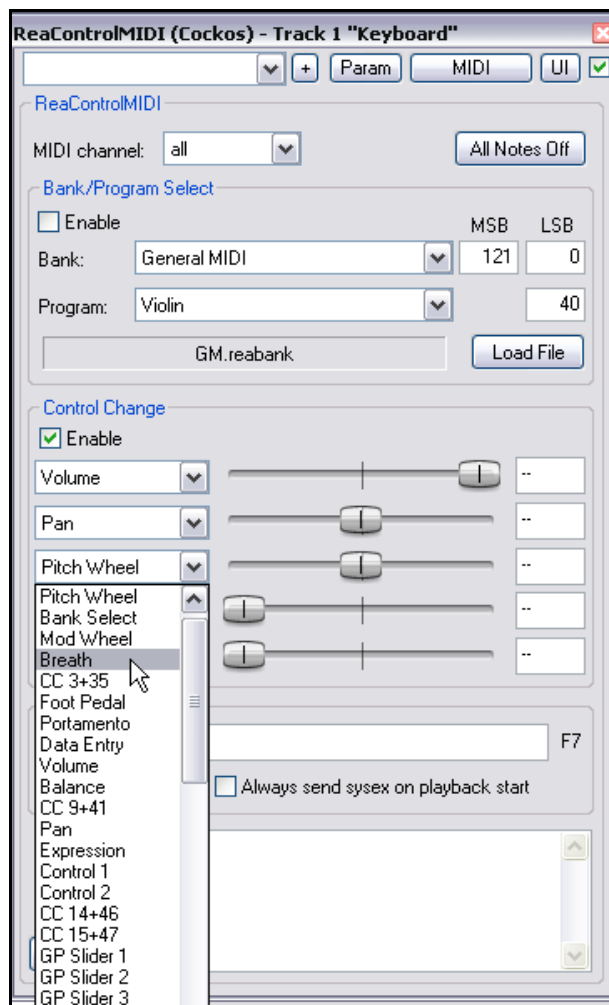 ReaControlMIDI (Cockos) - Track 1 "Keyboard"
+ Param MIDI UI
ReaControlMIDI
MIDI channel: all All Notes Off
Bank/Program Select
Enable MSB LSB
Bank: General MIDI 121 0
Program: Violin 40
GM.reabank Load File
Control Change
Enable
Volume --
Pan --
Pitch Wheel --
Pitch Wheel
Bank Select --
Mod Wheel
Breath --
CC 3+35
Foot Pedal
Portamento
Data Entry F7
Volume
Balance Always send sysex on playback start
CC 9+41
Pan
Expression
Control 1
Control 2
CC 14+46
CC 15+47
GP Slider 1
GP Slider 2
GP Slider 3